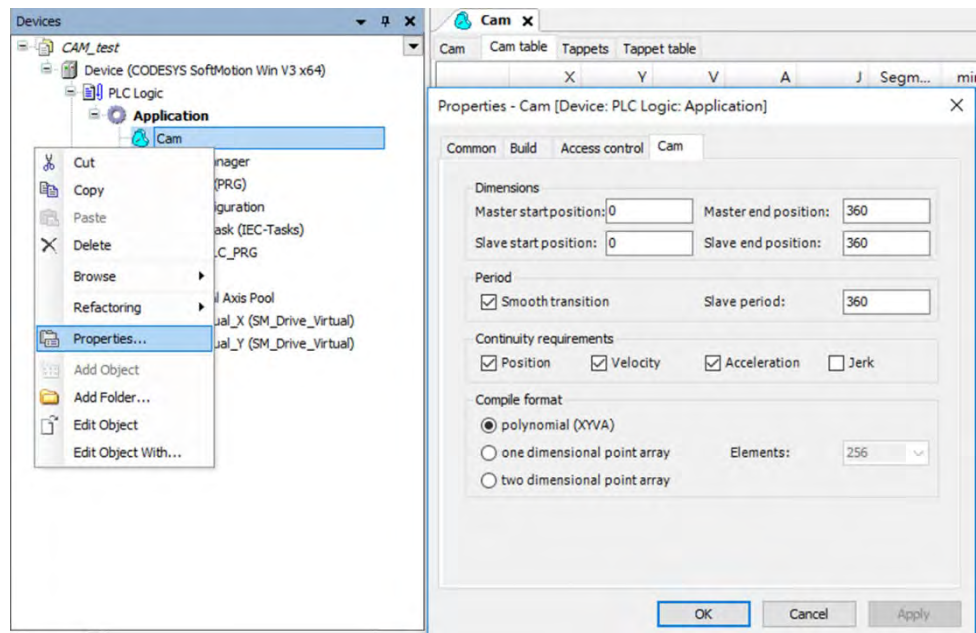 Devices
CAM_test
Device (CODESYS SoftMotion Win V3 x64)
PLC Logic
Application
Cam
Cut
Copy
Paste
Delete
Browse
Refactoring
Properties...
Add Object
Add Folder...
Edit Object
Edit Object With...
nager
(PRG)
iguration
ask (IEC-Tasks)
.C_PRG
l Axis Pool
ual_X (SM_Drive_Virtual)
ual_Y (SM_Drive_Virtual)
Cam
Cam Cam table Tappets Tappet table
X Y V A J Segm... mi
Properties - Cam [Device: PLC Logic: Application]
Common Build Access control Cam
Dimensions
Master start position: 0 Master end position: 360
Slave start position: 0 Slave end position: 360
Period
Smooth transition Slave period: 360
Continuity requirements
Position Velocity Acceleration Jerk
Compile format
polynomial (XYVA)
one dimensional point array Elements: 256
two dimensional point array
OK Cancel Apply